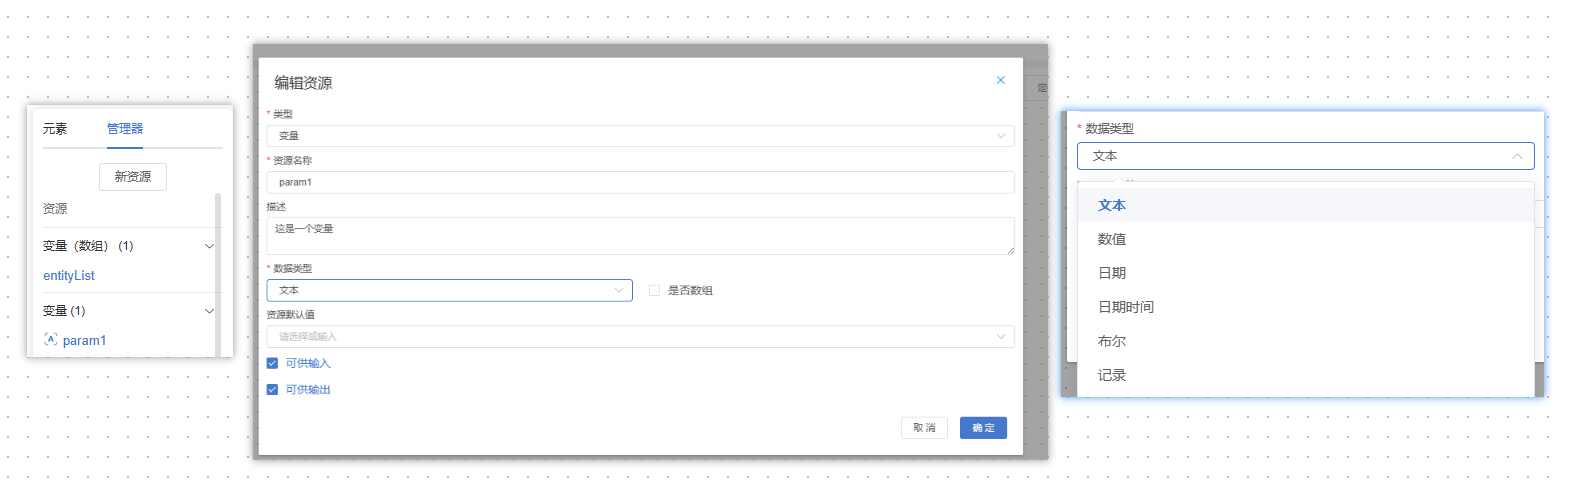 元素 管理器
新资源
资源
变量（数组） (1)
entityList
变量 (1)
param1
编辑资源
* 类型
变量
* 资源名称
param1
描述
这是一个变量
* 数据类型
文本 是否数组
资源默认值
请选择或输入
可供输入
可供输出
取消 确定
* 数据类型
文本
文本
数值
日期
日期时间
布尔
记录